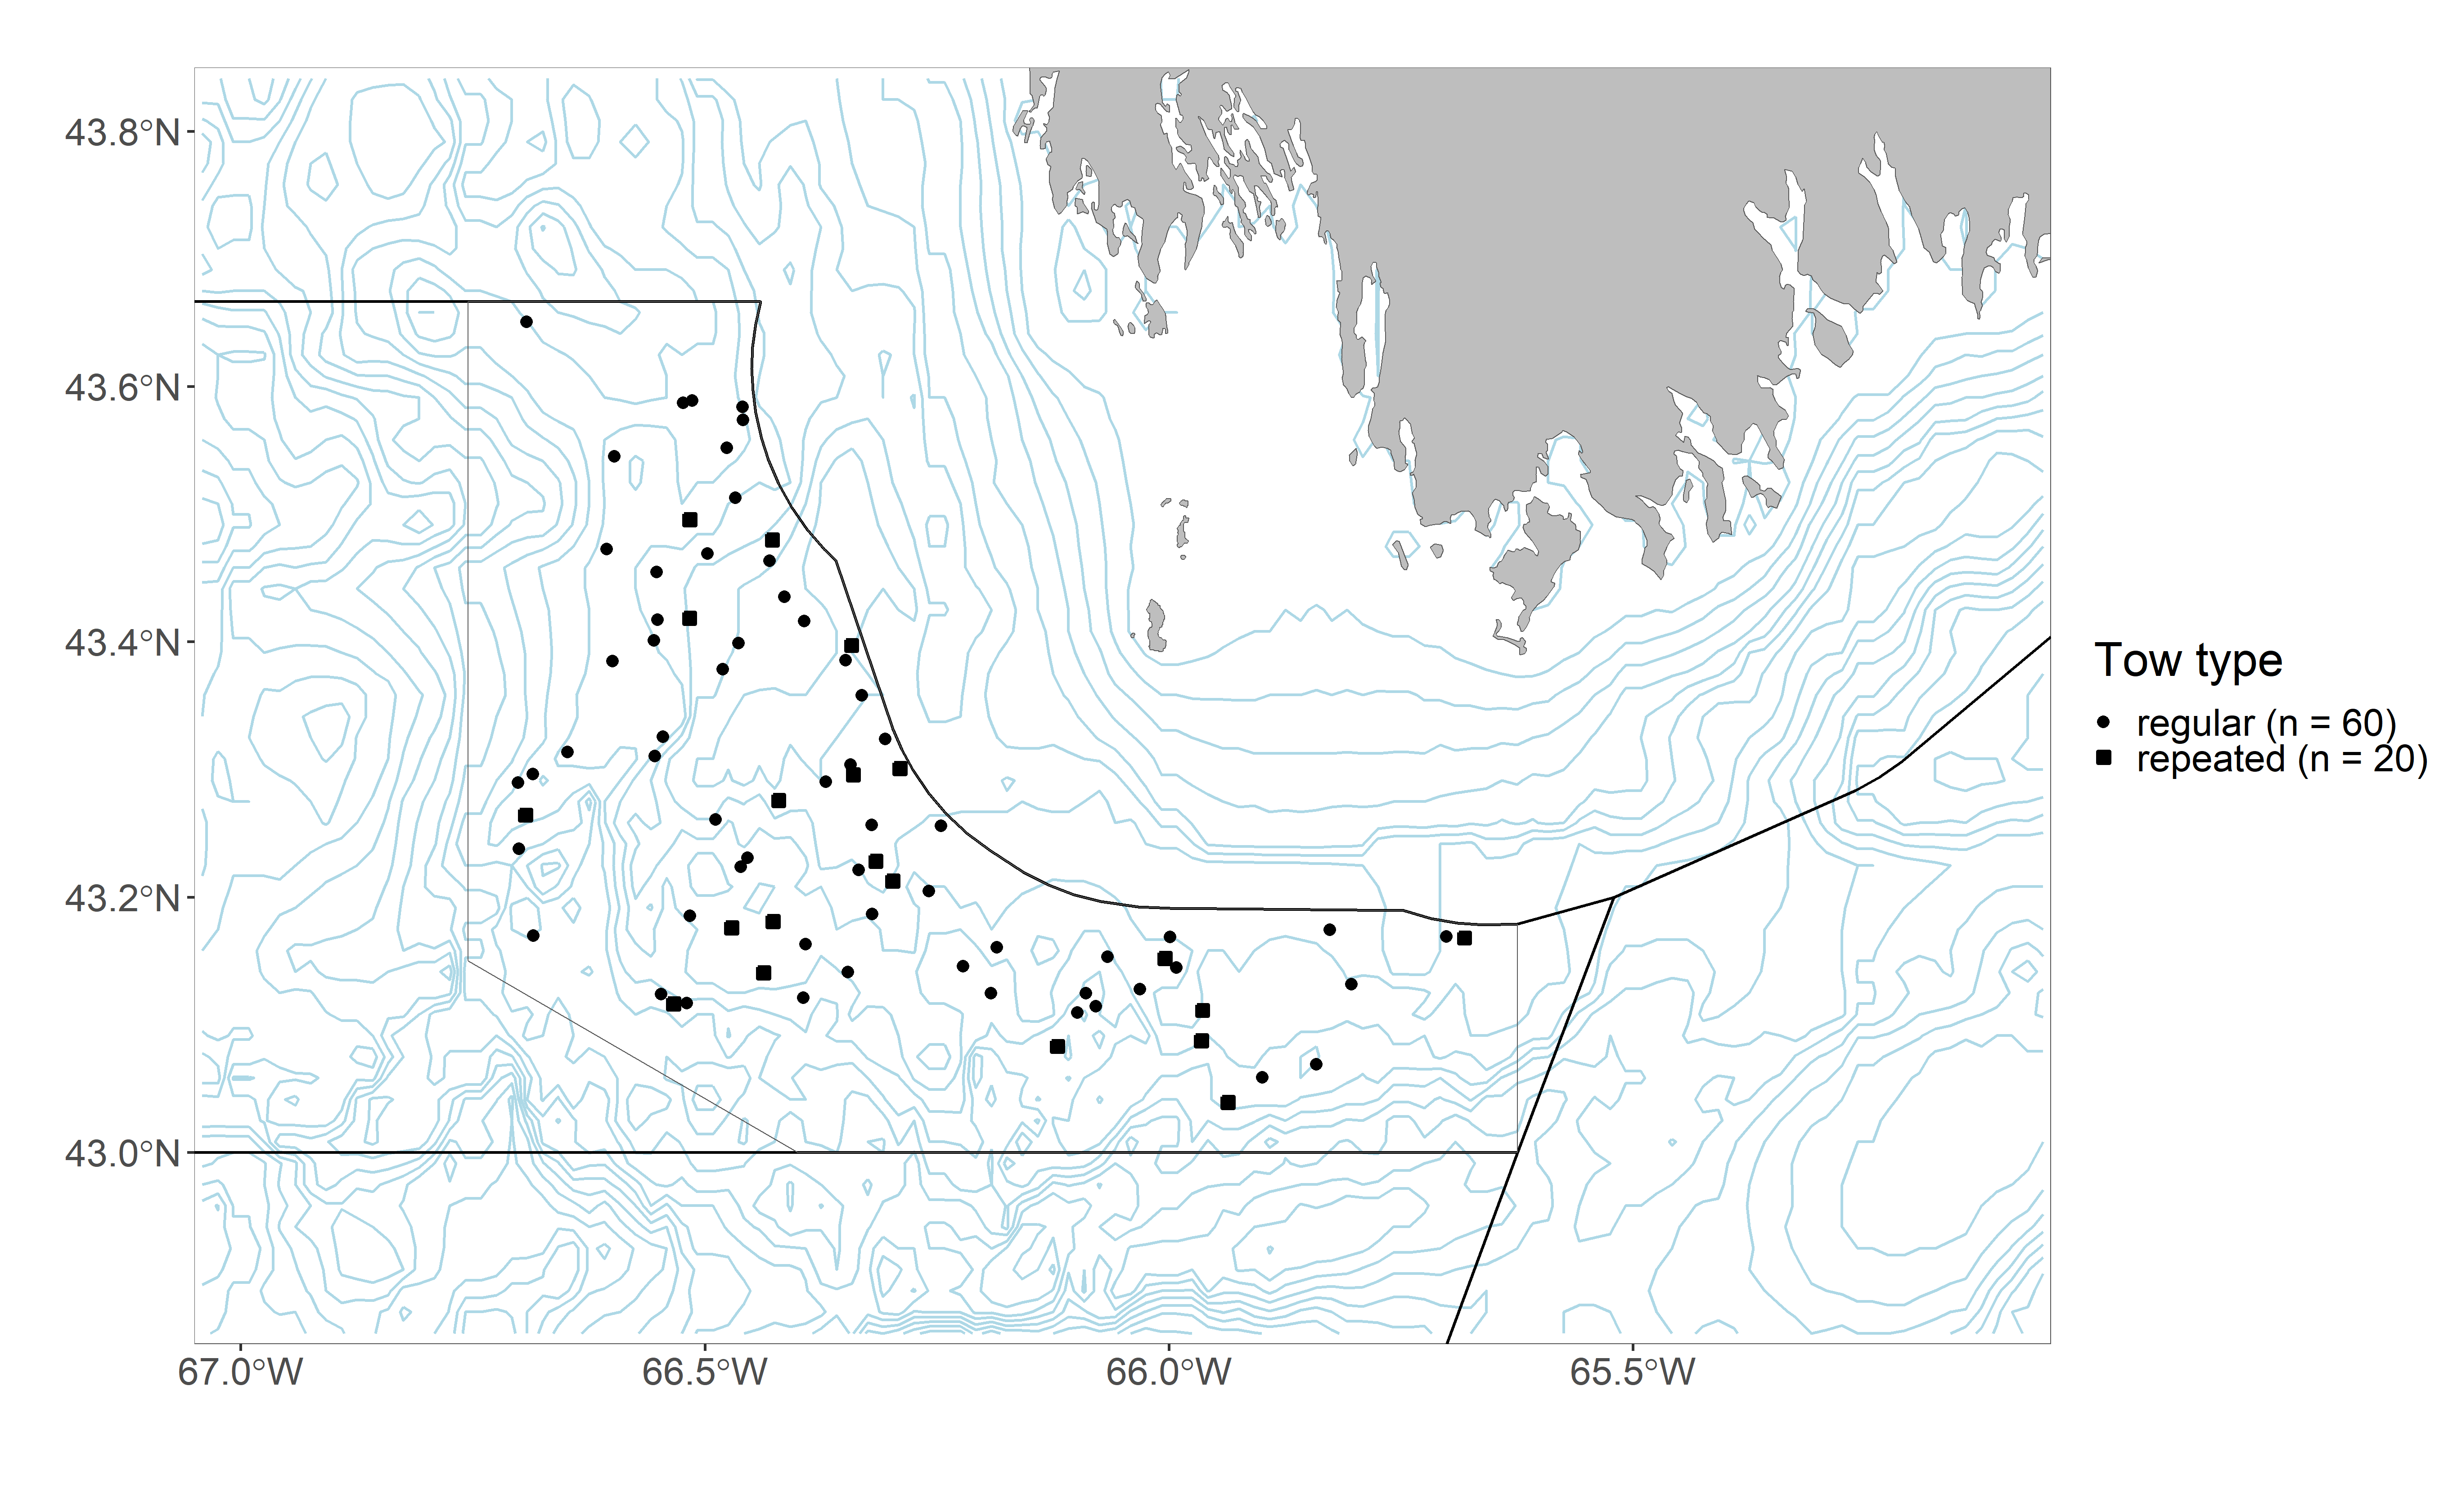 43.8°N
43.6°N
43.4°N
43.2°N
43.0°N
67.0°W
66.5°W
66.0°W
65.5°W
Tow type
regular (n = 60)
repeated (n = 20)